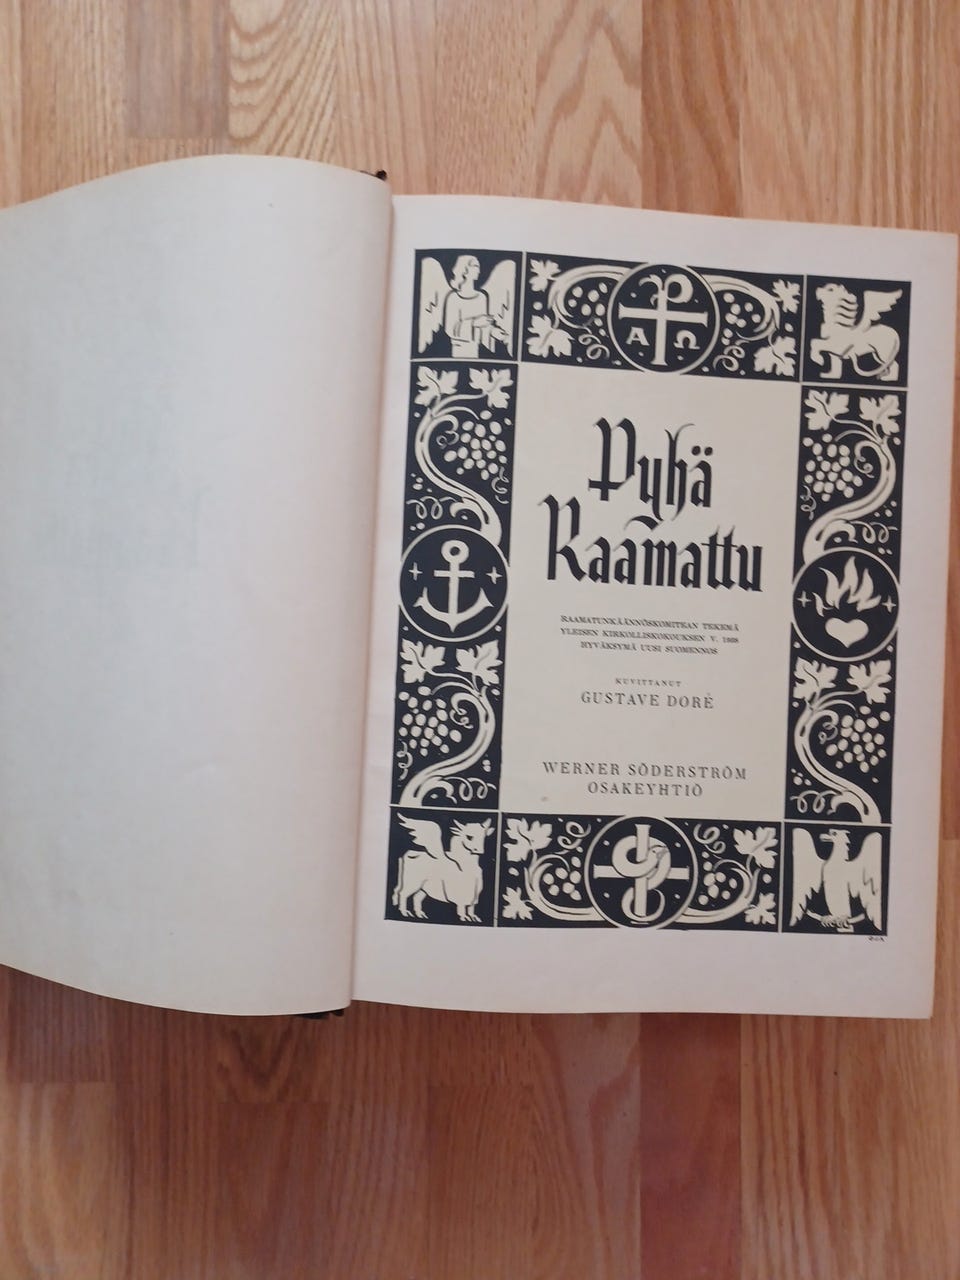 Α Ω
Pyhä
Raamattu
RAAMATUNKÄÄNNÖSKOMITEAN TEKEMÄ
YLEISEN KIRKOLLISKOKOUKSEN V. 1938
HYVÄKSYMÄ UUSI SUOMENNOS
KUVITTANUT
GUSTAVE DORÉ
WERNER SÖDERSTRÖM
OSAKEYHTIÖ